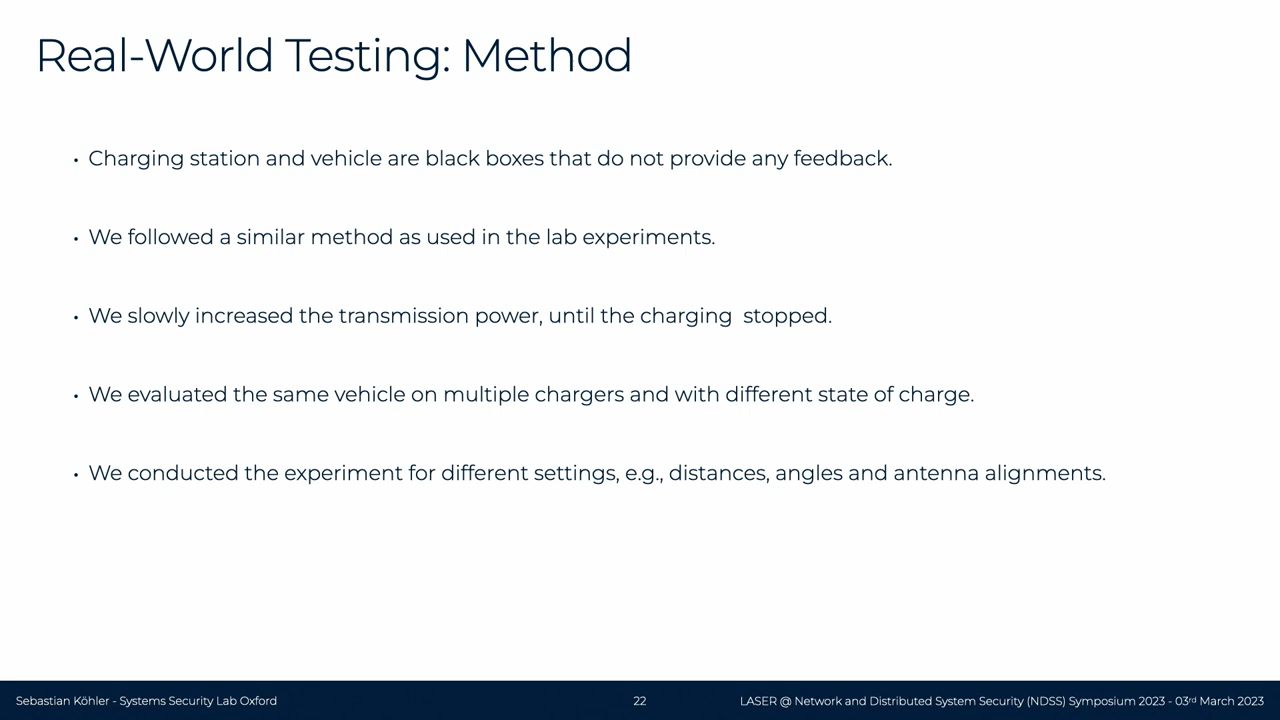 Real-World Testing: Method
• Charging station and vehicle are black boxes that do not provide any feedback.
• We followed a similar method as used in the lab experiments.
• We slowly increased the transmission power, until the charging  stopped.
• We evaluated the same vehicle on multiple chargers and with different state of charge.
• We conducted the experiment for different settings, e.g., distances, angles and antenna alignments.
Sebastian Köhler - Systems Security Lab Oxford
22
LASER @ Network and Distributed System Security (NDSS) Symposium 2023 - 03rd March 2023